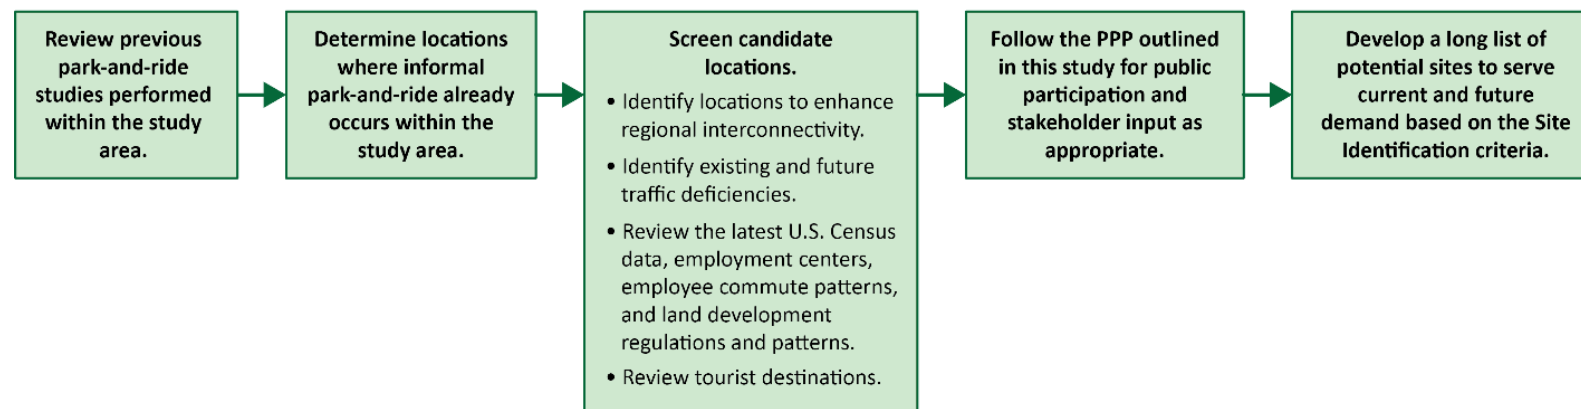 Review previous
park-and-ride
studies performed
within the study
area.
Determine locations
where informal
park-and-ride already
occurs within the
study area.
Screen candidate
locations.
• Identify locations to enhance
regional interconnectivity.
• Identify existing and future
traffic deficiencies.
• Review the latest U.S. Census
data, employment centers,
employee commute patterns,
and land development
regulations and patterns.
• Review tourist destinations.
Follow the PPP outlined
in this study for public
participation and
stakeholder input as
appropriate.
Develop a long list of
potential sites to serve
current and future
demand based on the Site
Identification criteria.